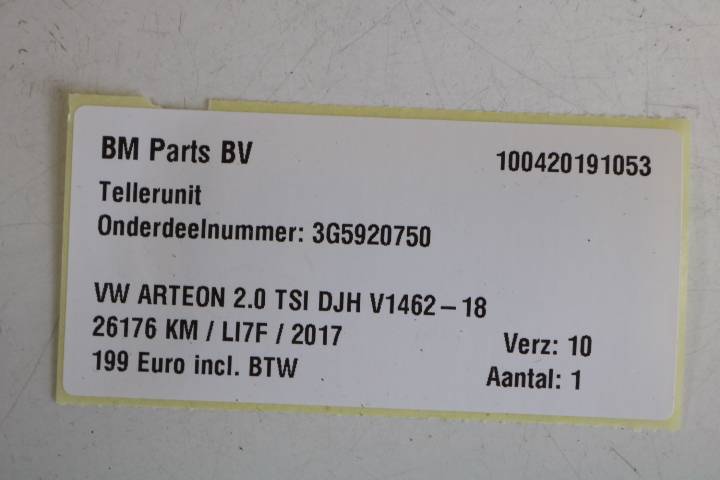 BM Parts BV 100420191053
Tellerunit
Onderdeelnummer: 3G5920750
VW ARTEON 2.0 TSI DJH V1462-18
26176 KM / LI7F / 2017 Verz: 10
199 Euro incl. BTW Aantal: 1